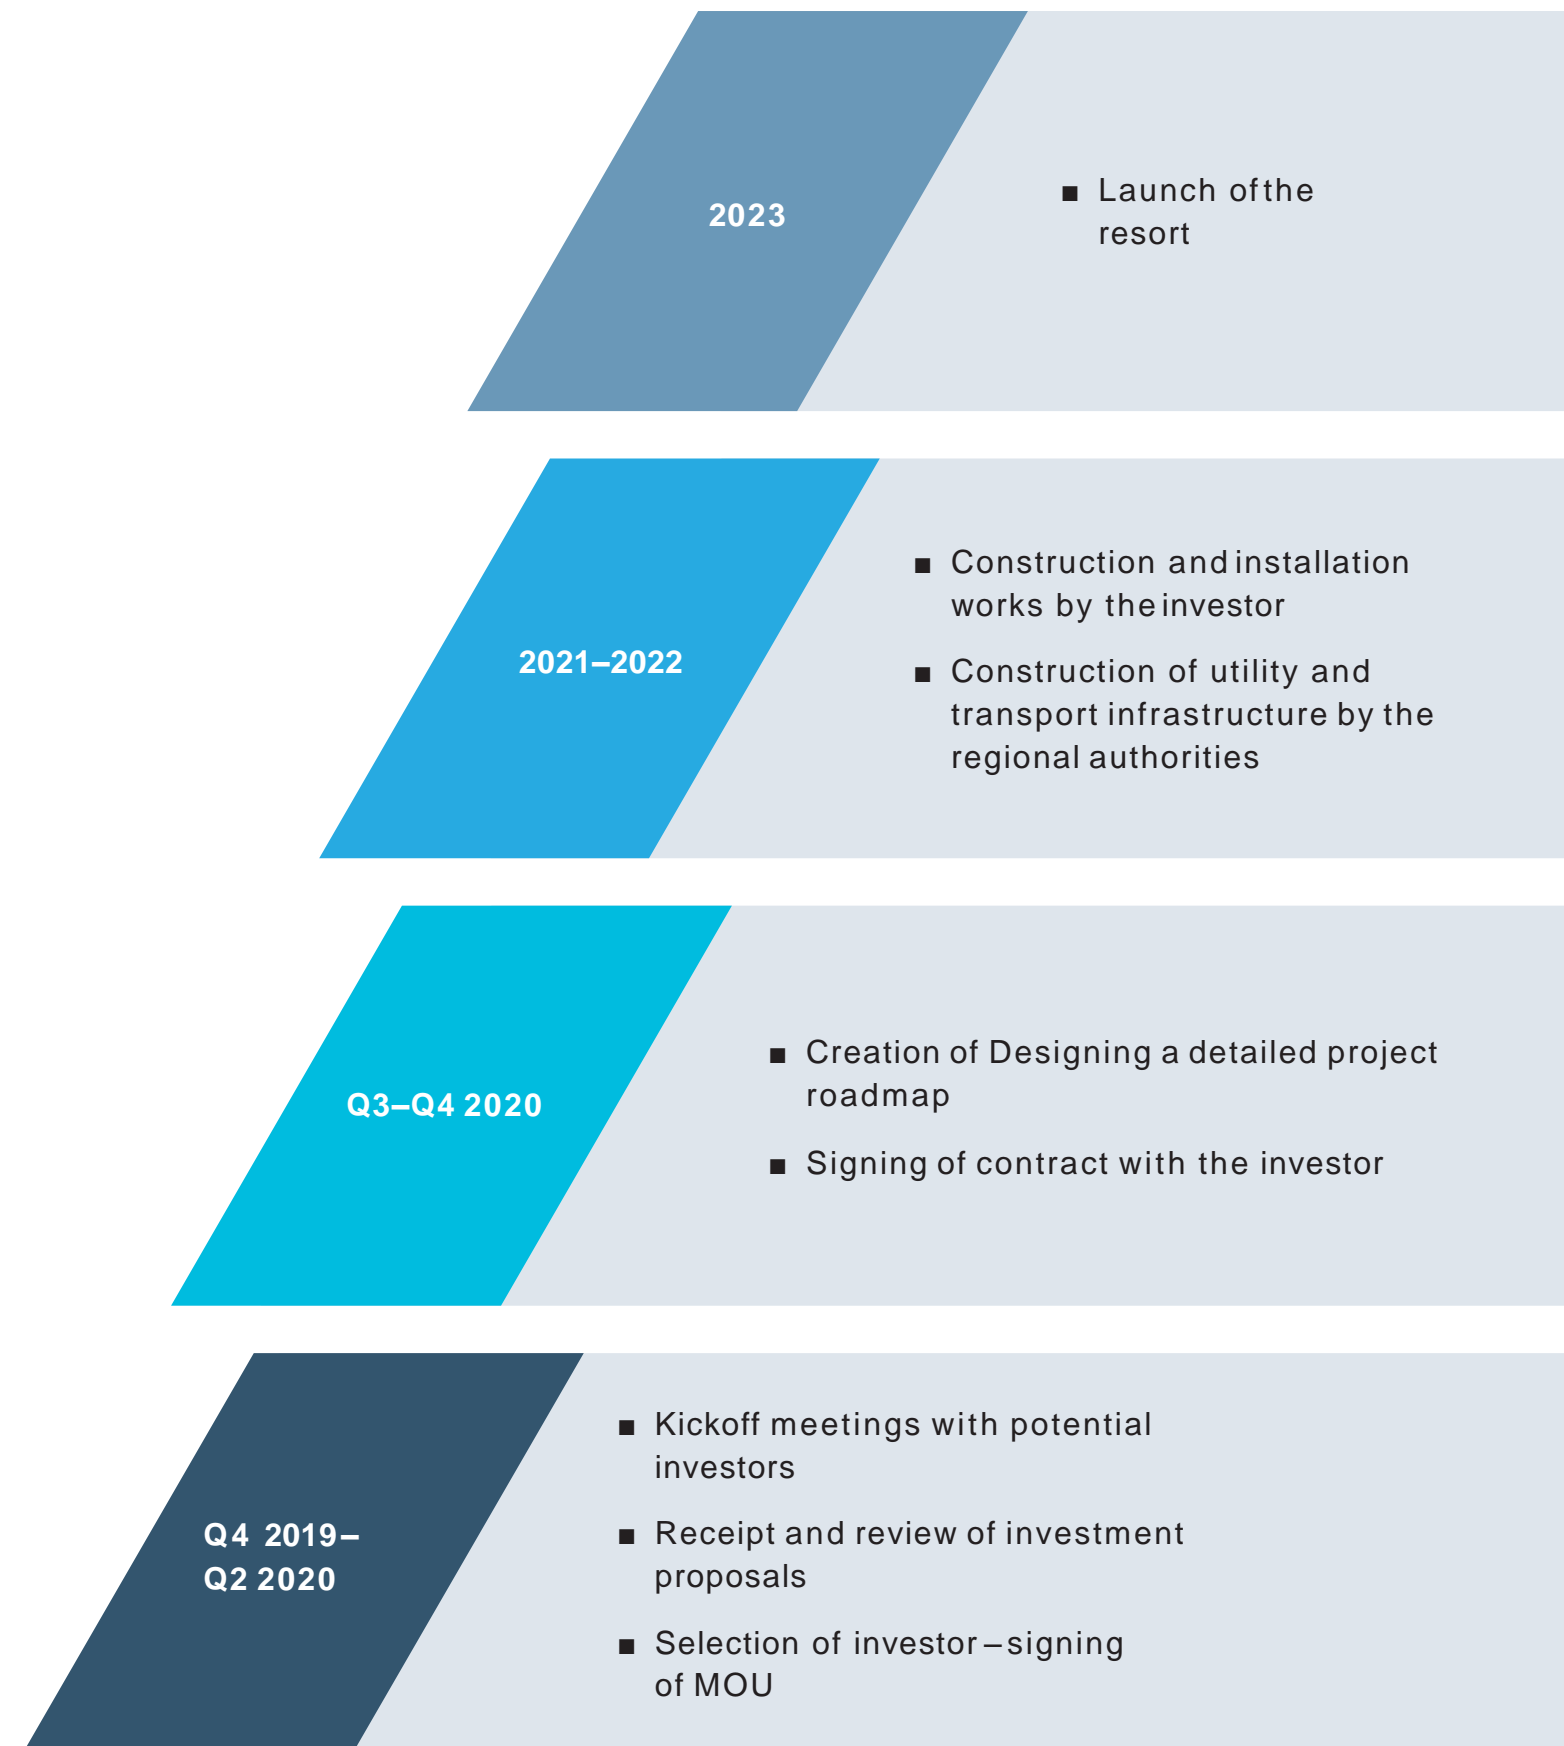 2023
■ Launch of the
resort
2021–2022
■ Construction and installation
works by the investor
■ Construction of utility and
transport infrastructure by the
regional authorities
Q3–Q4 2020
■ Creation of Designing a detailed project
roadmap
■ Signing of contract with the investor
Q4 2019–
Q2 2020
■ Kickoff meetings with potential
investors
■ Receipt and review of investment
proposals
■ Selection of investor – signing
of MOU